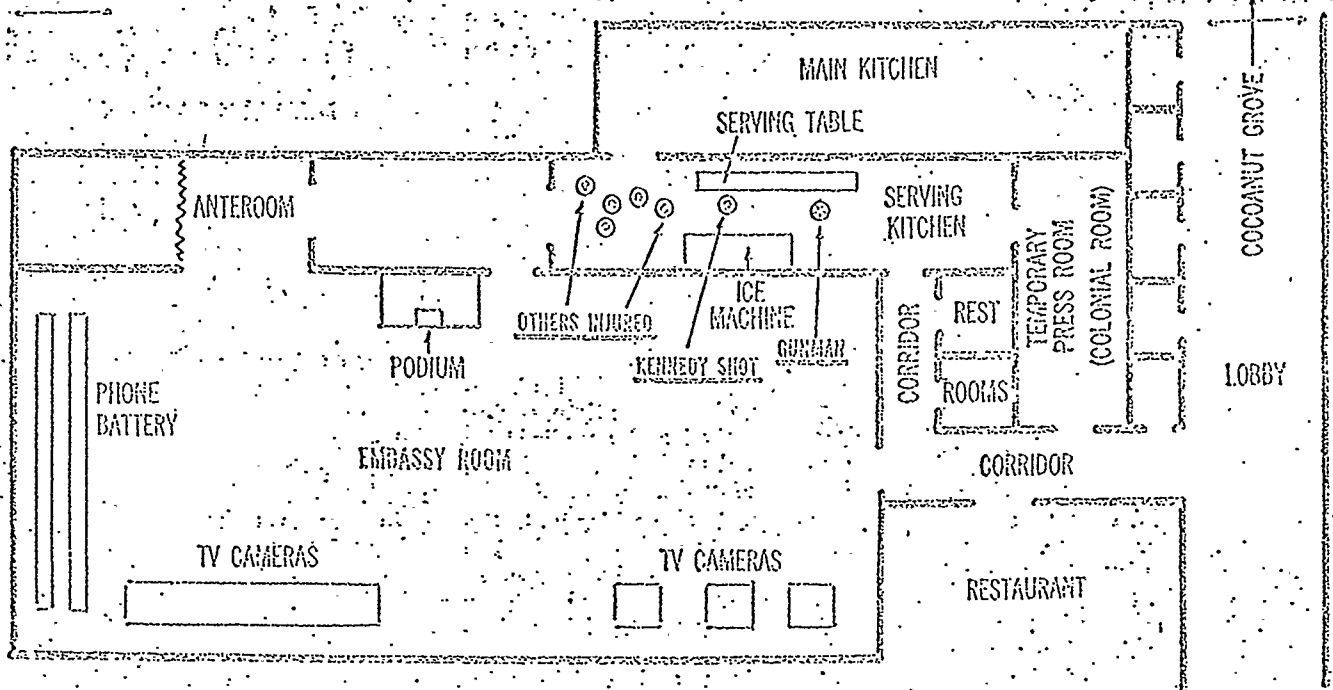 MAIN KITCHEN
SERVING TABLE
COCOANUT GROVE
ANTEROOM
SERVING
KITCHEN
TEMPORARY
PRESS ROOM
(COLONIAL ROOM)
OTHERS INJURED
ICE
MACHINE
KENNEDY SHOT
GUNMAN
CORRIDOR
REST
ROOMS
PODIUM
LOBBY
PHONE
BATTERY
EMBASSY ROOM
CORRIDOR
TV CAMERAS
TV CAMERAS
RESTAURANT